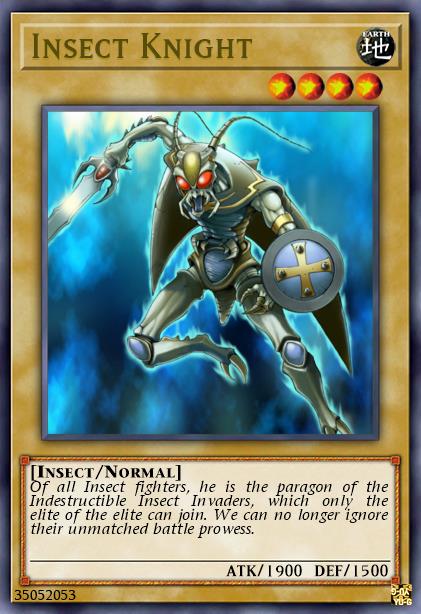 INSECT KNIGHT
EARTH
地
[INSECT/NORMAL]
Of all Insect fighters, he is the paragon of the
Indestructible Insect Invaders, which only the
elite of the elite can join. We can no longer ignore
their unmatched battle prowess.
ATK/1900 DEF/1500
35052053